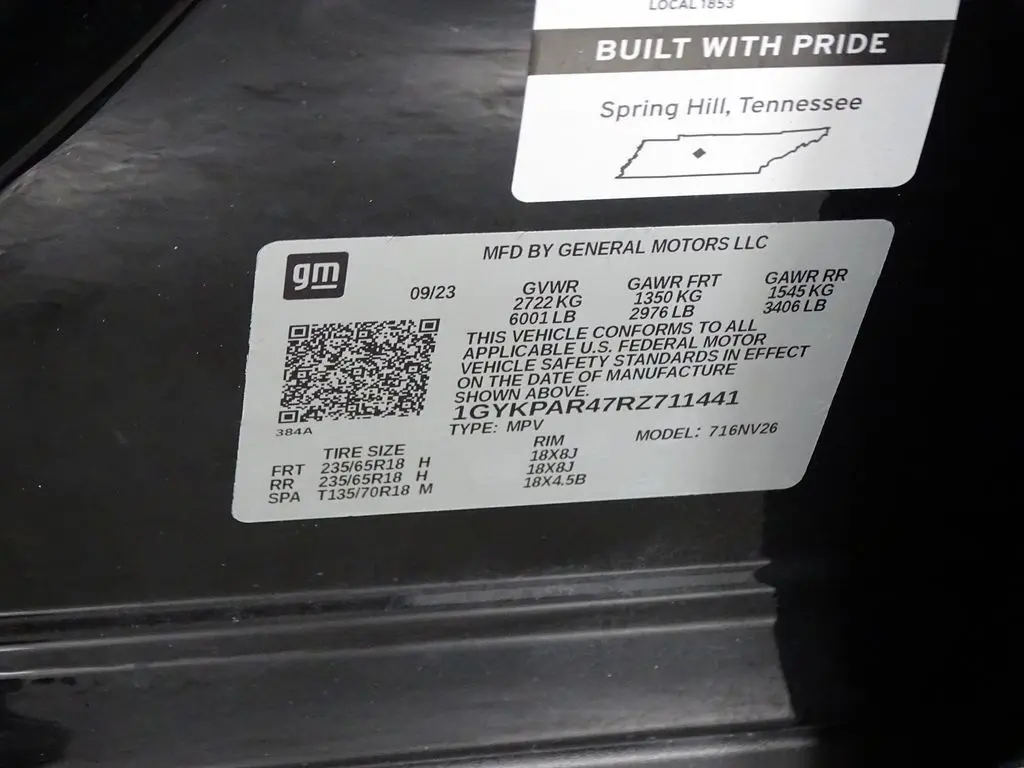 LOCAL 1853
BUILT WITH PRIDE
Spring Hill, Tennessee
gm
MFD BY GENERAL MOTORS LLC
09/23
GVWR GAWR FRT GAWR RR
2722 KG 1350 KG 1545 KG
6001 LB 2976 LB 3406 LB
THIS VEHICLE CONFORMS TO ALL
APPLICABLE U.S. FEDERAL MOTOR
VEHICLE SAFETY STANDARDS IN EFFECT
ON THE DATE OF MANUFACTURE
SHOWN ABOVE.
1GYKPAR47RZ711441
384A
TYPE: MPV MODEL: 716NV26
TIRE SIZE RIM
FRT 235/65R18 H 18X8J
RR 235/65R18 H 18X8J
SPA T135/70R18 M 18X4.5B